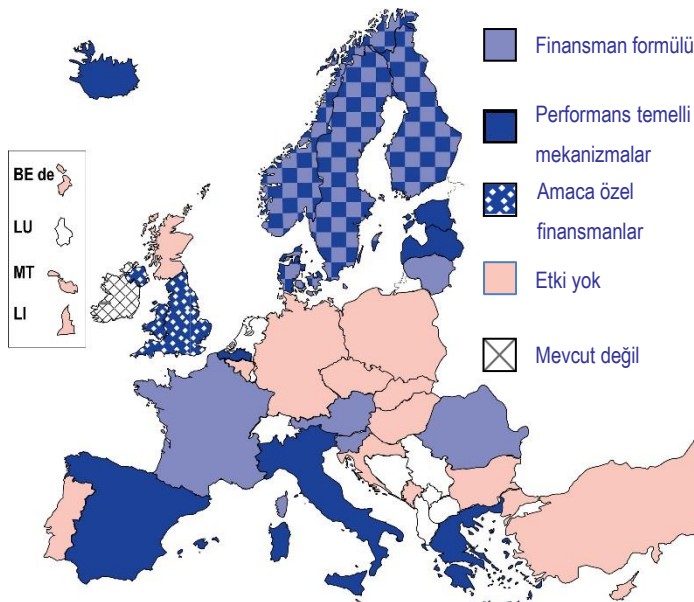 Finansman formülü
Performans temelli
mekanizmalar
Amaca özel
finansmanlar
Etki yok
Mevcut değil
BE de
LU
MT
LI